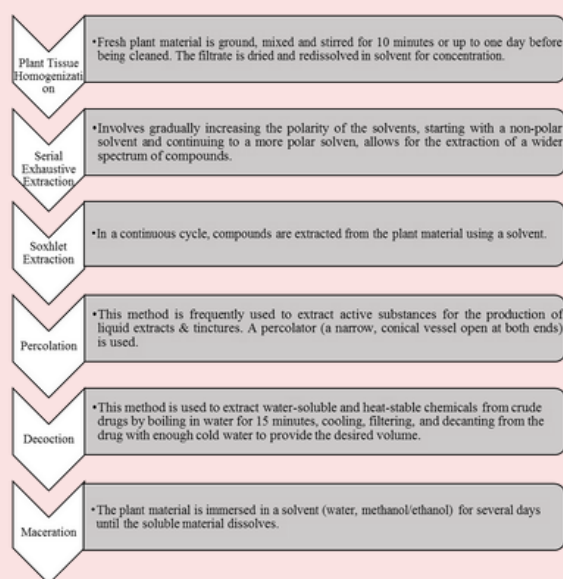 Plant Tissue
Homogenizati
on
•Fresh plant material is ground, mixed and stirred for 10 minutes or up to one day before
being cleaned. The filtrate is dried and redissolved in solvent for concentration.
Serial
Exhaustive
Extraction
•Involves gradually increasing the polarity of the solvents, starting with a non-polar
solvent and continuing to a more polar solven, allows for the extraction of a wider
spectrum of compounds.
Soxhlet
Extraction
•In a continuous cycle, compounds are extracted from the plant material using a solvent.
Percolation
•This method is frequently used to extract active substances for the production of
liquid extracts & tinctures. A percolator (a narrow, conical vessel open at both ends)
is used.
Decoction
•This method is used to extract water-soluble and heat-stable chemicals from crude
drugs by boiling in water for 15 minutes, cooling, filtering, and decanting from the
drug with enough cold water to provide the desired volume.
Maceration
•The plant material is immersed in a solvent (water, methanol/ethanol) for several days
until the soluble material dissolves.